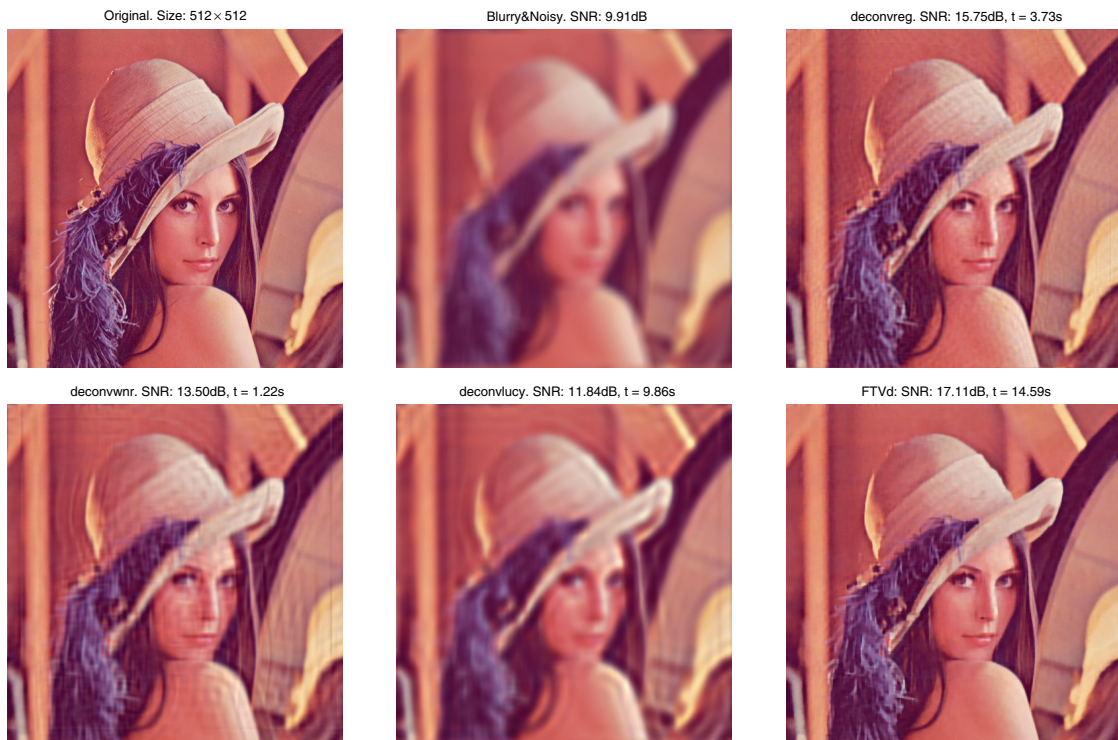 Original. Size: 512×512
Blurry&Noisy. SNR: 9.91dB
deconvreg. SNR: 15.75dB, t = 3.73s
deconvwnr. SNR: 13.50dB, t = 1.22s
deconvlucy. SNR: 11.84dB, t = 9.86s
FTVd: SNR: 17.11dB, t = 14.59s